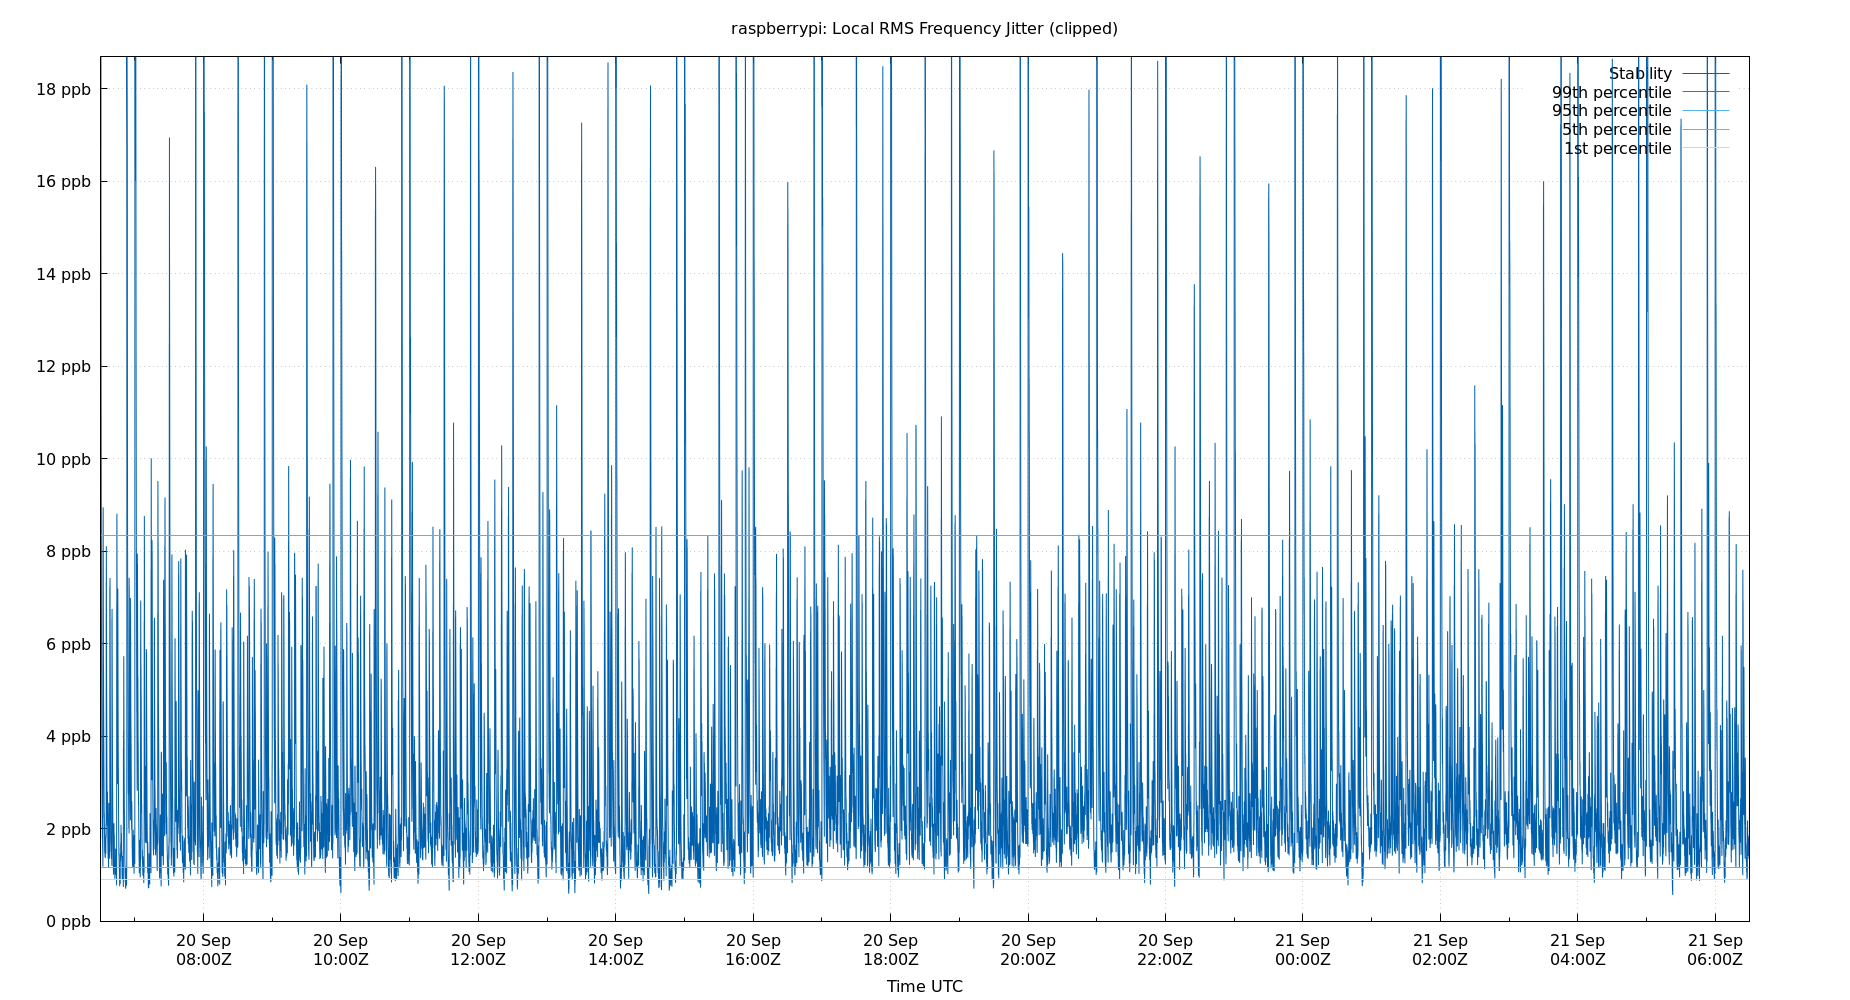 raspberrypi: Local RMS Frequency Jitter (clipped)
18 ppb
16 ppb
14 ppb
12 ppb
10 ppb
8 ppb
6 ppb
4 ppb
2 ppb
0 ppb
Stability
99th percentile
95th percentile
5th percentile
1st percentile
20 Sep
08:00Z
20 Sep
10:00Z
20 Sep
12:00Z
20 Sep
14:00Z
20 Sep
16:00Z
20 Sep
18:00Z
20 Sep
20:00Z
20 Sep
22:00Z
21 Sep
00:00Z
21 Sep
02:00Z
21 Sep
04:00Z
21 Sep
06:00Z
Time UTC